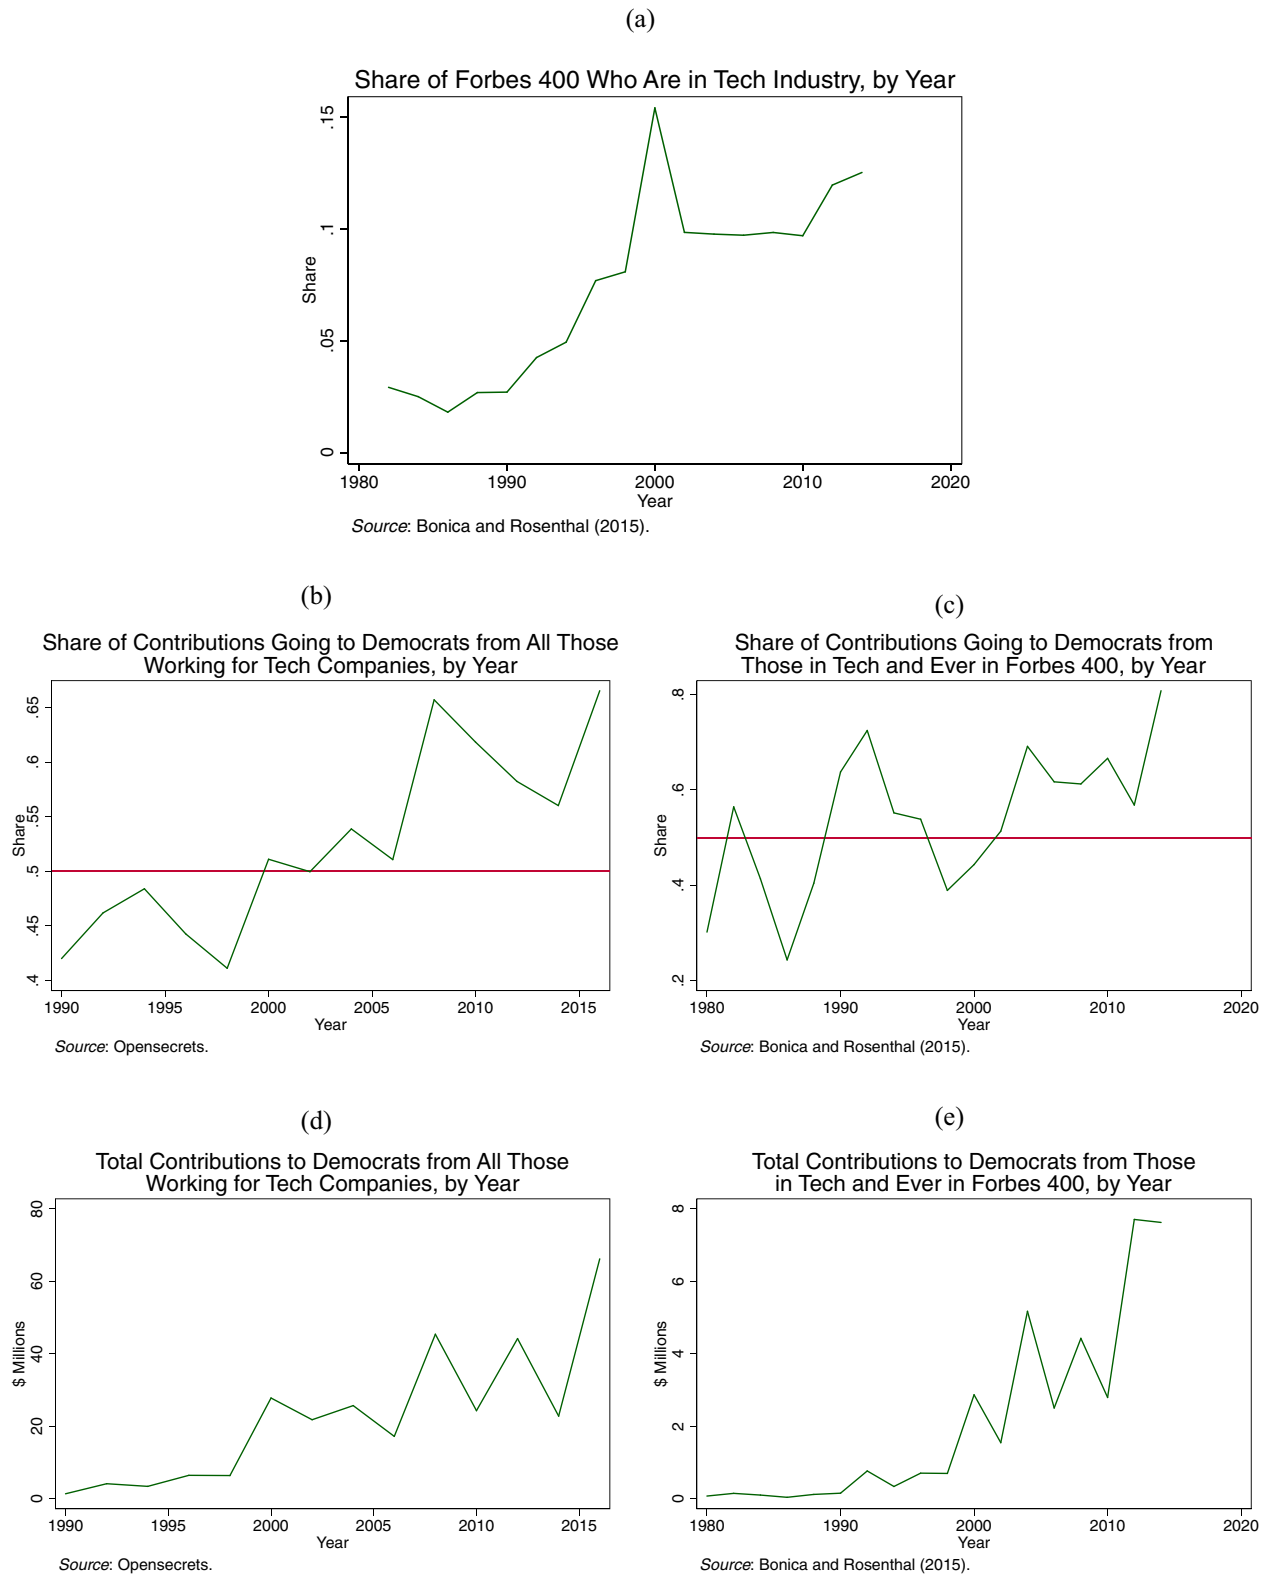 (a)
Share of Forbes 400 Who Are in Tech Industry, by Year
.15
.1
.05
0
Share
1980 1990 2000 2010 2020
Year
Source: Bonica and Rosenthal (2015).
(b)
Share of Contributions Going to Democrats from All Those
Working for Tech Companies, by Year
.65
.6
.55
.5
.45
.4
Share
1990 1995 2000 2005 2010 2015
Year
Source: Opensecrets.
(c)
Share of Contributions Going to Democrats from
Those in Tech and Ever in Forbes 400, by Year
.8
.6
.4
.2
Share
1980 1990 2000 2010 2020
Year
Source: Bonica and Rosenthal (2015).
(d)
Total Contributions to Democrats from All Those
Working for Tech Companies, by Year
80
60
40
20
0
$ Millions
1990 1995 2000 2005 2010 2015
Year
Source: Opensecrets.
(e)
Total Contributions to Democrats from Those
in Tech and Ever in Forbes 400, by Year
8
6
4
2
0
$ Millions
1980 1990 2000 2010 2020
Year
Source: Bonica and Rosenthal (2015).